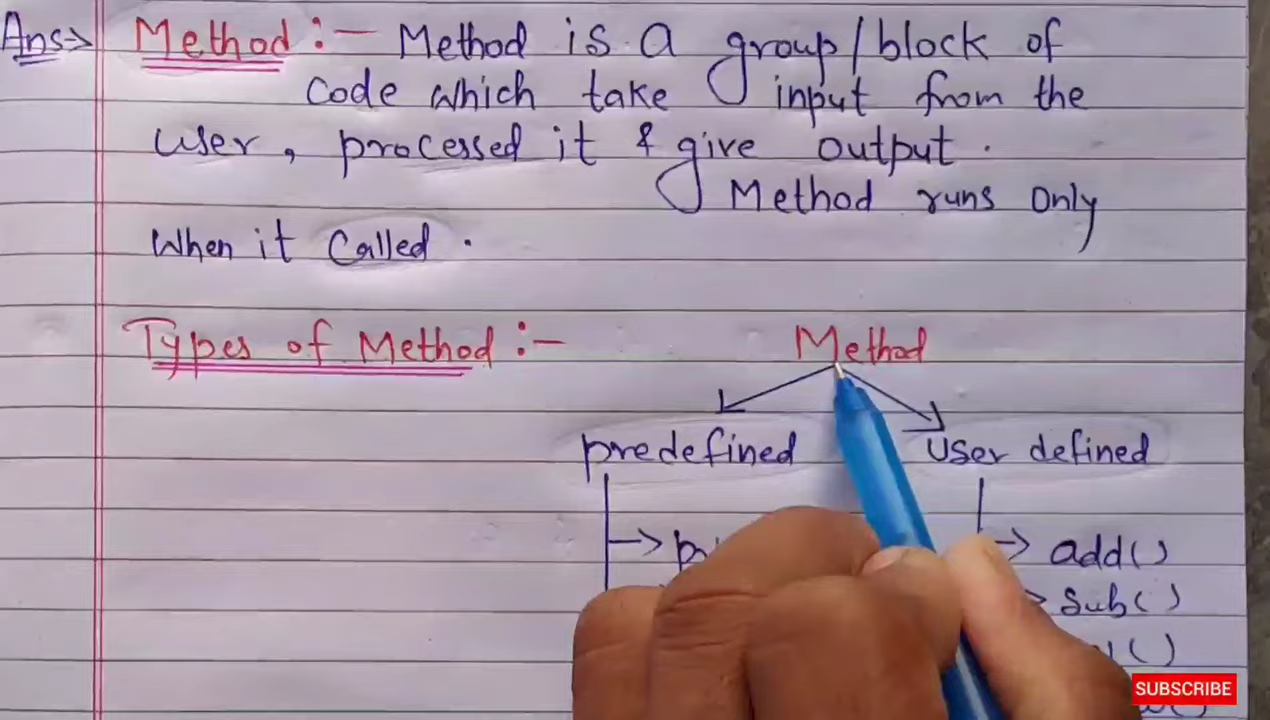 Ans⇒ Method :- Method is a group/block of
Code which take input from the
user, processed it & give output.
Method runs only
When it Called.
Types of Method :- Method
predefined User defined
→ → add()
→ Sub()
()
()
SUBSCRIBE